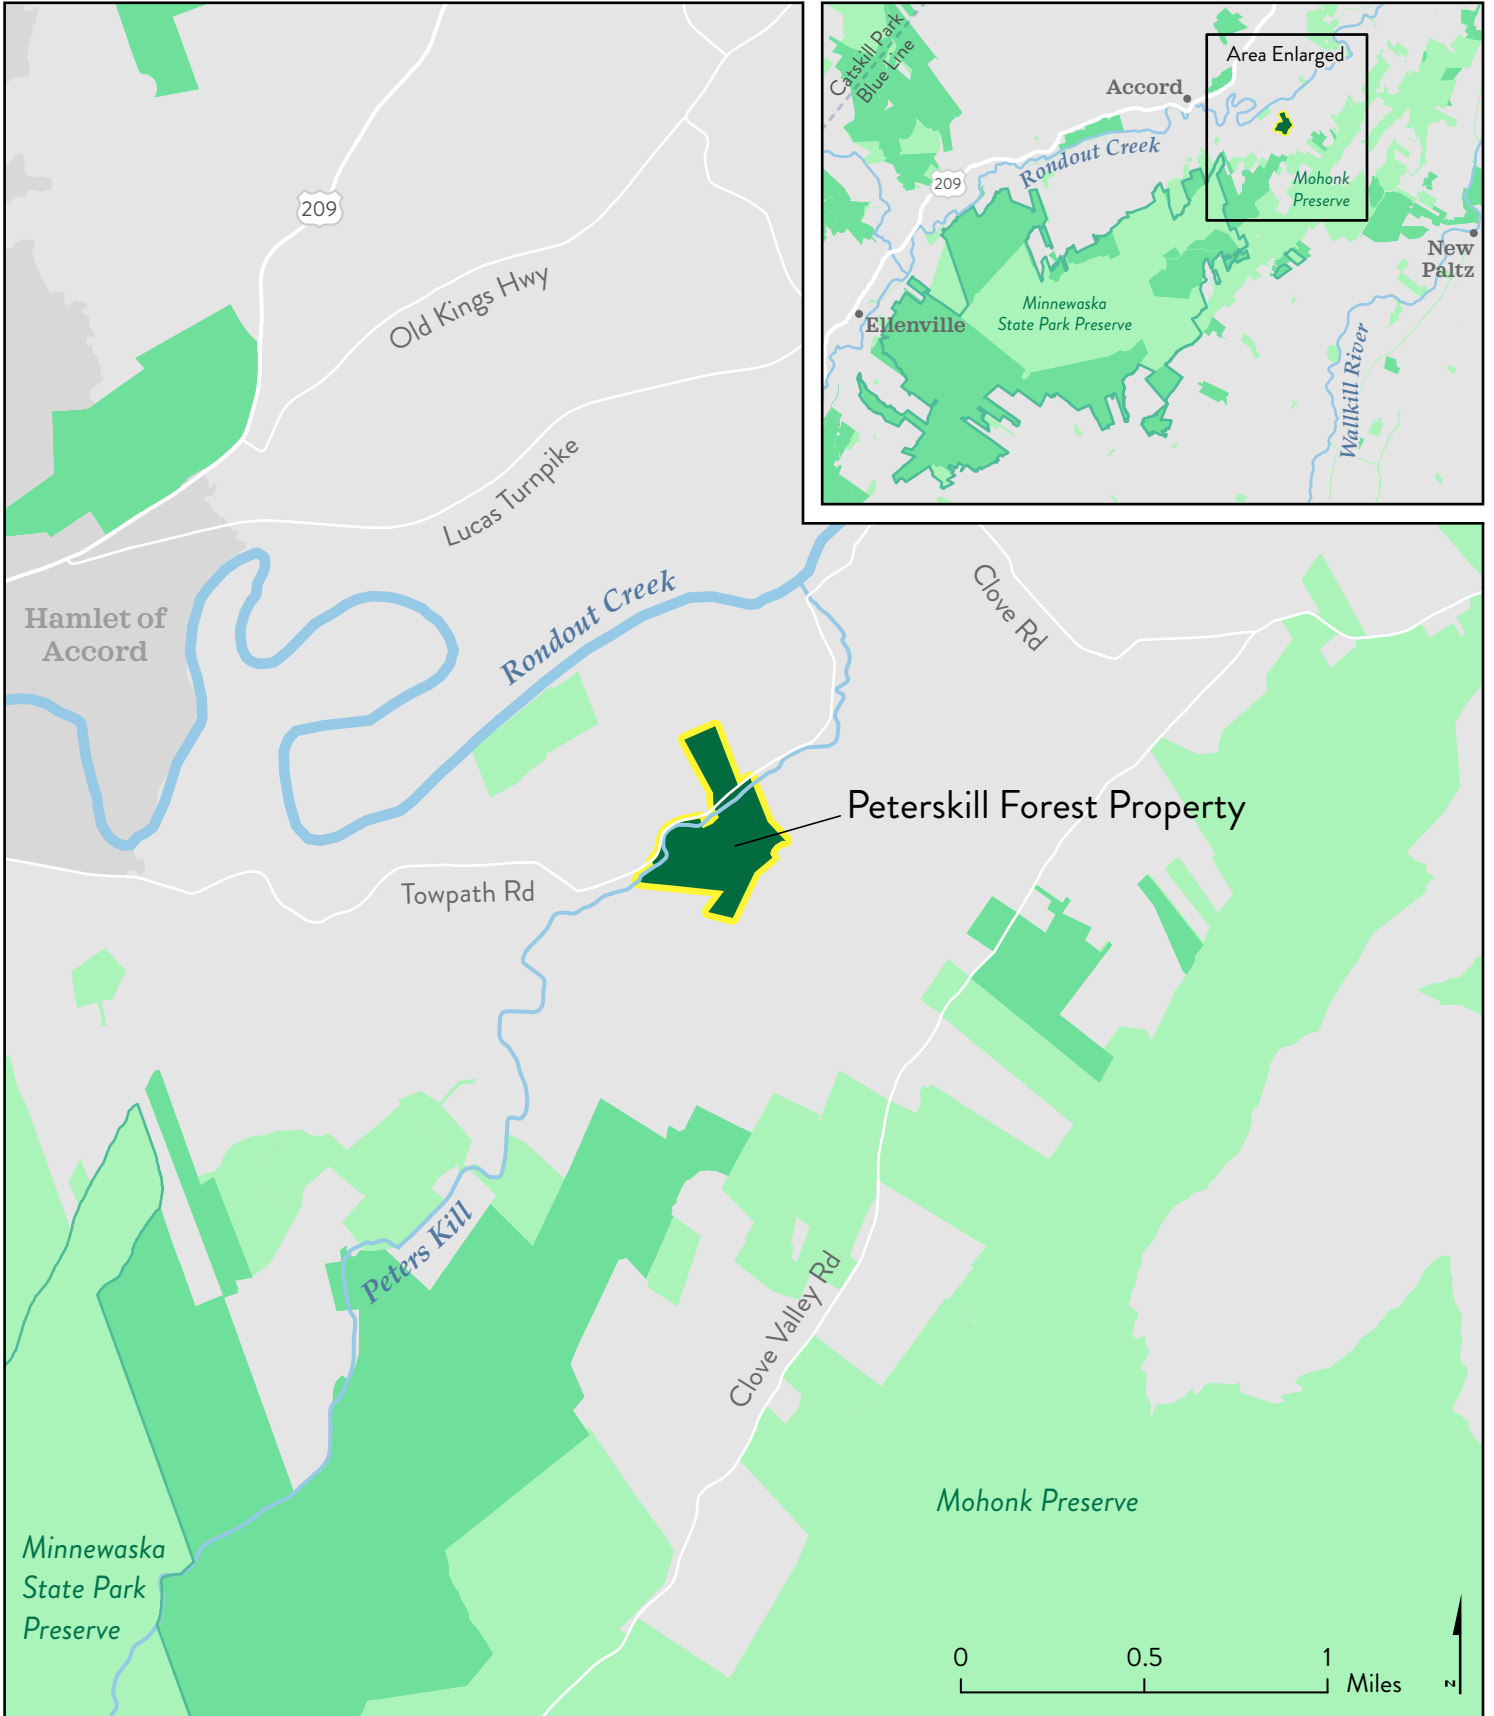 209
Old Kings Hwy
Lucas Turnpike
Hamlet of
Accord
Rondout Creek
Clove Rd
Peterskill Forest Property
Towpath Rd
Peters Kill
Clove Valley Rd
Mohonk Preserve
Minnewaska
State Park
Preserve
0 0.5 1
Miles
N
Catskill Park
Blue Line
Area Enlarged
Accord
Rondout Creek
209
Mohonk
Preserve
New
Paltz
Minnewaska
State Park Preserve
Ellenville
Wallkill River